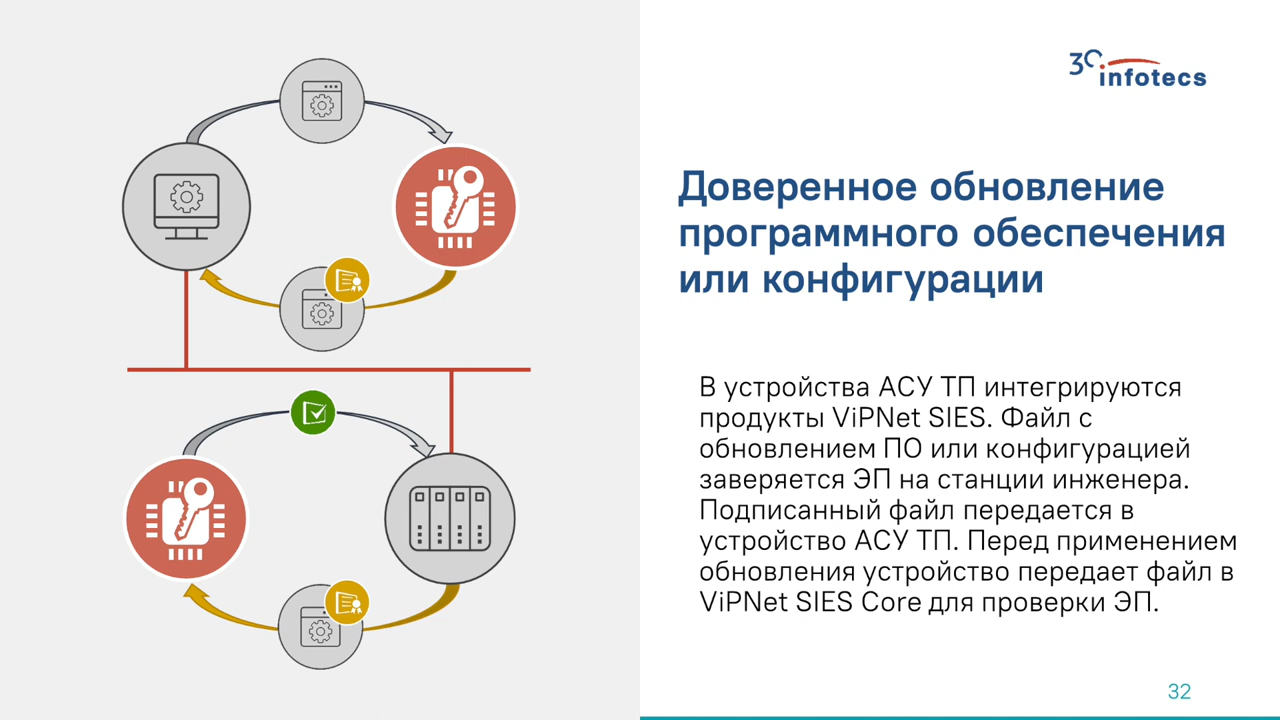 30 infotecs
Доверенное обновление
программного обеспечения
или конфигурации
В устройства АСУ ТП интегрируются
продукты ViPNet SIES. Файл с
обновлением ПО или конфигурацией
заверяется ЭП на станции инженера.
Подписанный файл передается в
устройство АСУ ТП. Перед применением
обновления устройство передает файл в
ViPNet SIES Core для проверки ЭП.
32